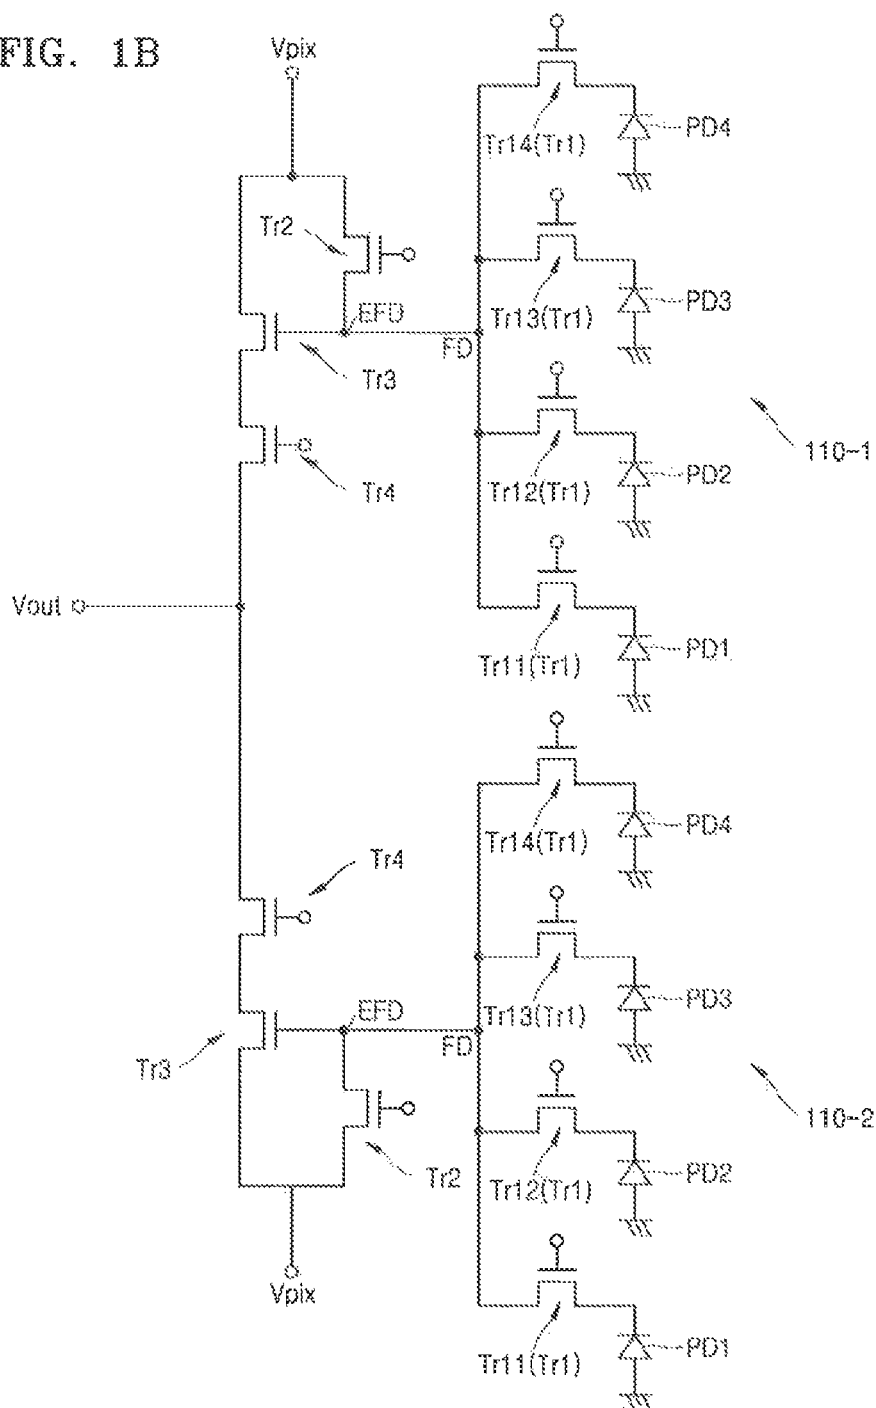 FIG. 1B
Vpix
Tr14(Tr1)
PD4
Tr2
Tr13(Tr1)
PD3
EFD
FD
Tr3
110-1
Tr12(Tr1)
PD2
Tr4
Vout
Tr11(Tr1)
PD1
Tr14(Tr1)
PD4
Tr4
Tr13(Tr1)
PD3
EFD
FD
Tr3
110-2
Tr12(Tr1)
PD2
Tr2
Vpix
Tr11(Tr1)
PD1